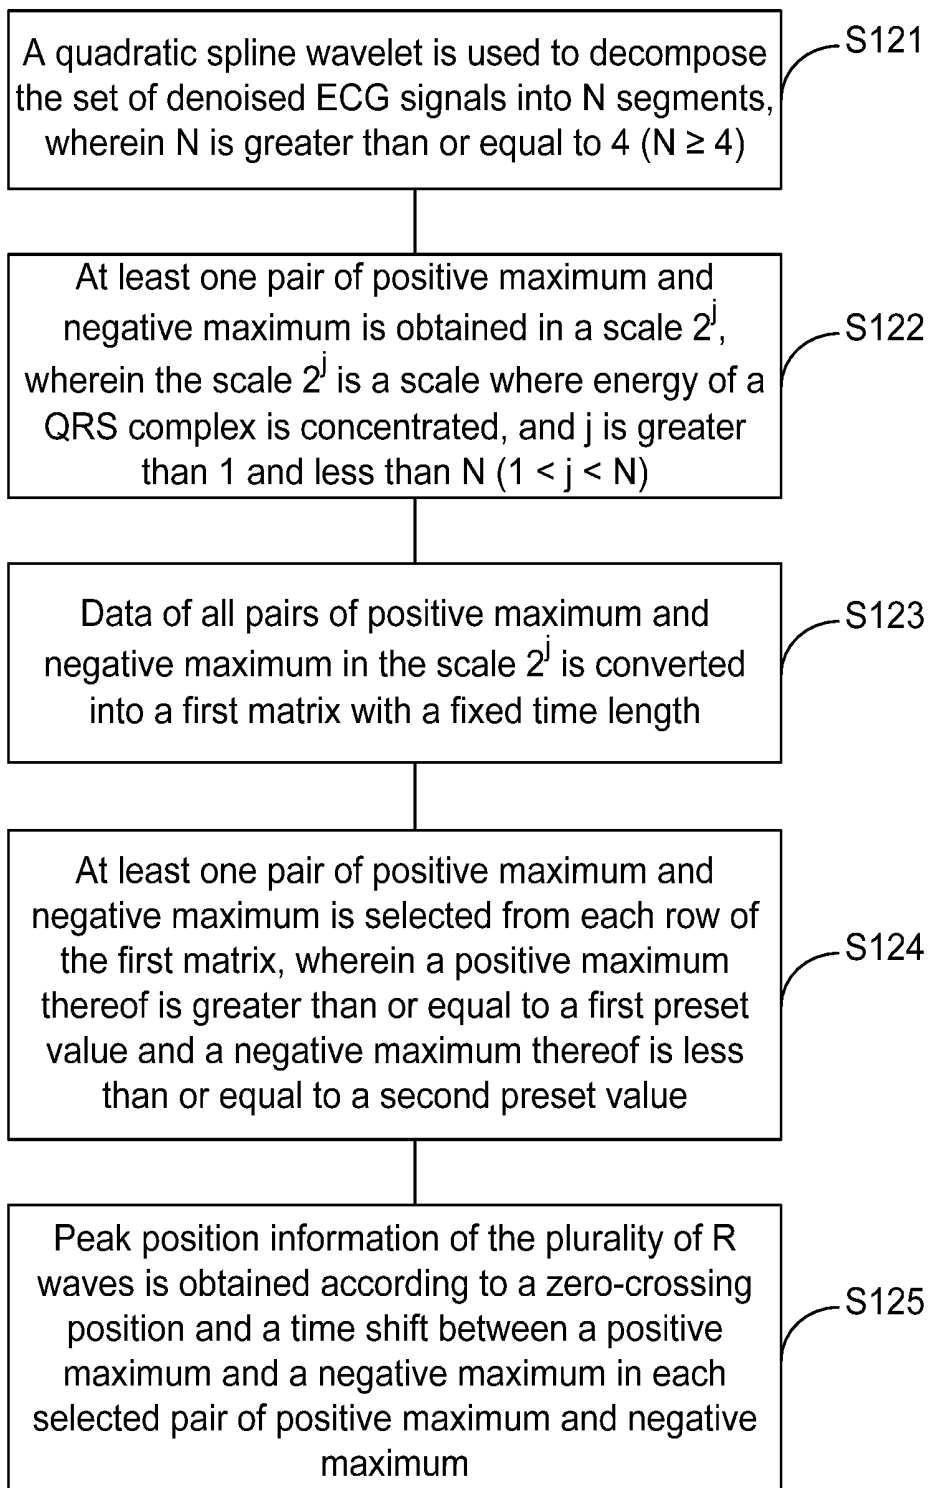 A quadratic spline wavelet is used to decompose
the set of denoised ECG signals into N segments,
wherein N is greater than or equal to 4 (N ≥ 4)
S121
At least one pair of positive maximum and
negative maximum is obtained in a scale 2^j,
wherein the scale 2^j is a scale where energy of a
QRS complex is concentrated, and j is greater
than 1 and less than N (1 < j < N)
S122
Data of all pairs of positive maximum and
negative maximum in the scale 2^j is converted
into a first matrix with a fixed time length
S123
At least one pair of positive maximum and
negative maximum is selected from each row of
the first matrix, wherein a positive maximum
thereof is greater than or equal to a first preset
value and a negative maximum thereof is less
than or equal to a second preset value
S124
Peak position information of the plurality of R
waves is obtained according to a zero-crossing
position and a time shift between a positive
maximum and a negative maximum in each
selected pair of positive maximum and negative
maximum
S125